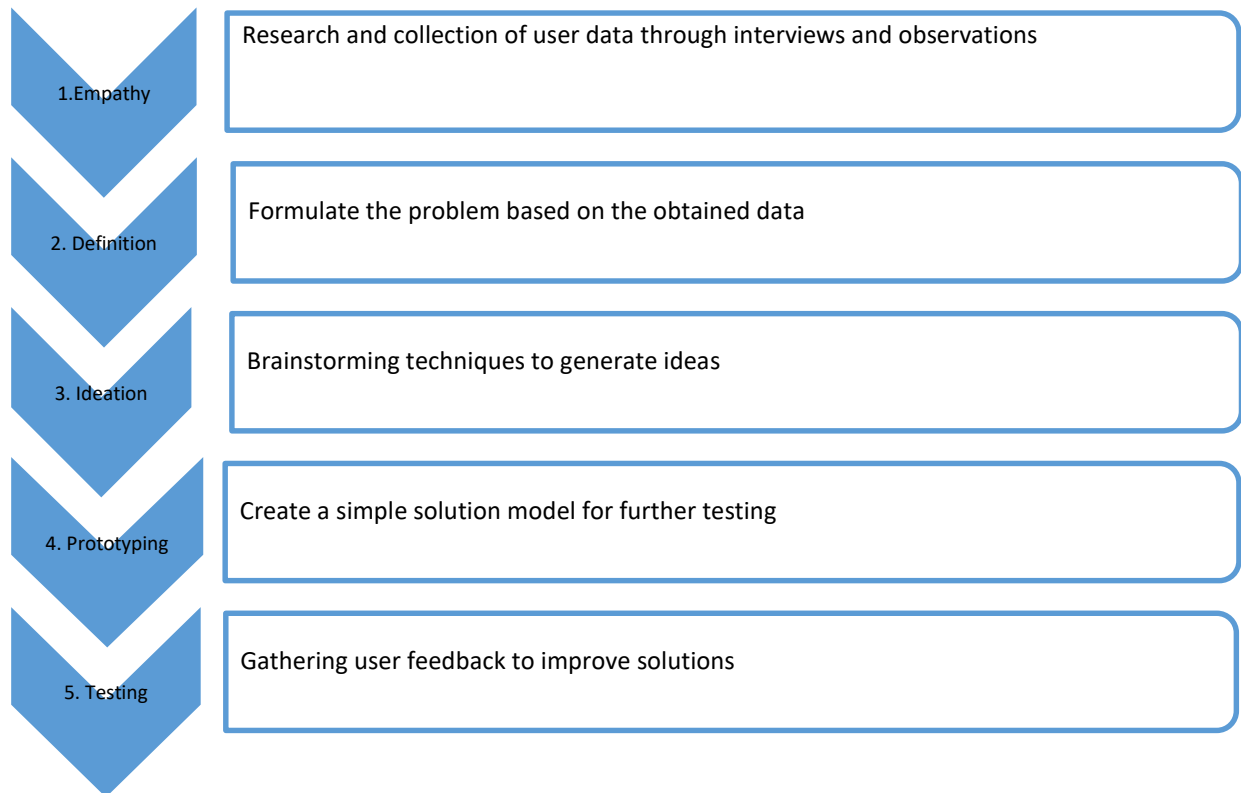 1.Empathy
Research and collection of user data through interviews and observations
2. Definition
Formulate the problem based on the obtained data
3. Ideation
Brainstorming techniques to generate ideas
4. Prototyping
Create a simple solution model for further testing
5. Testing
Gathering user feedback to improve solutions